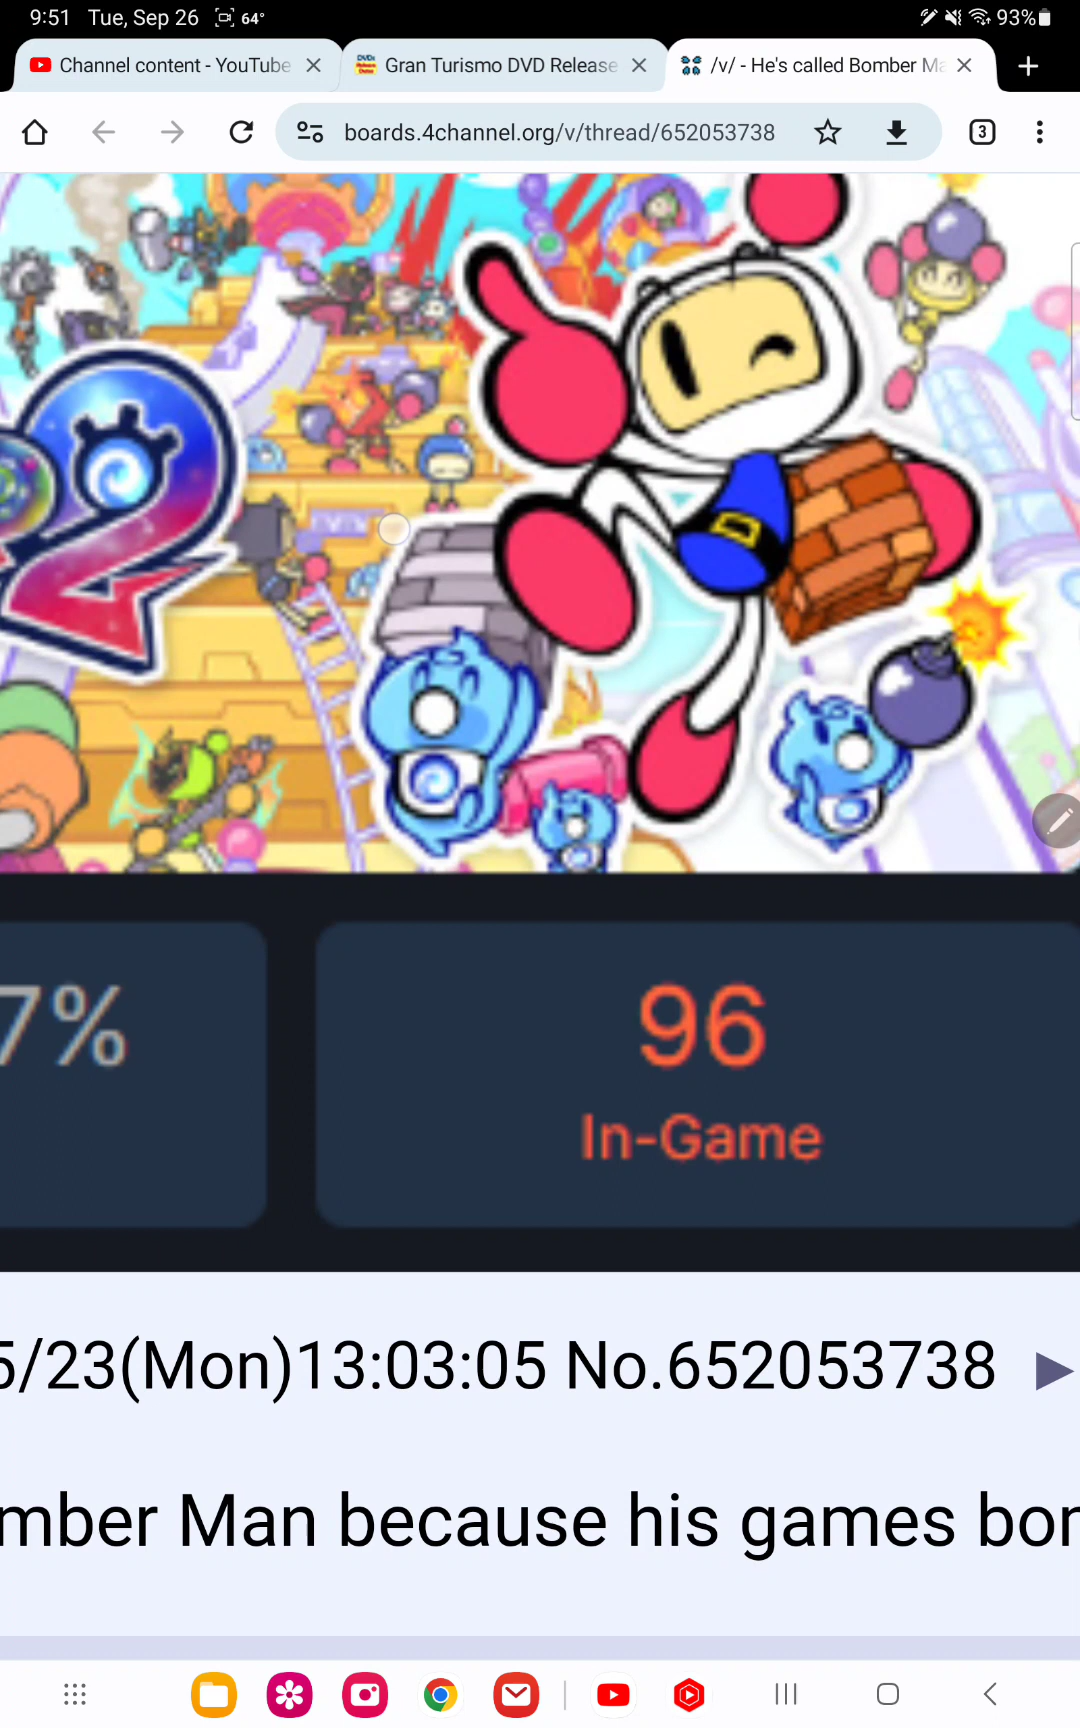 9:51 Tue, Sep 26 64° 93%
Channel content - YouTube
Gran Turismo DVD Release
/v/ - He's called Bomber Ma
boards.4channel.org/v/thread/652053738
3
2
7%
96
In-Game
5/23(Mon)13:03:05 No.652053738 ▶
mber Man because his games bom